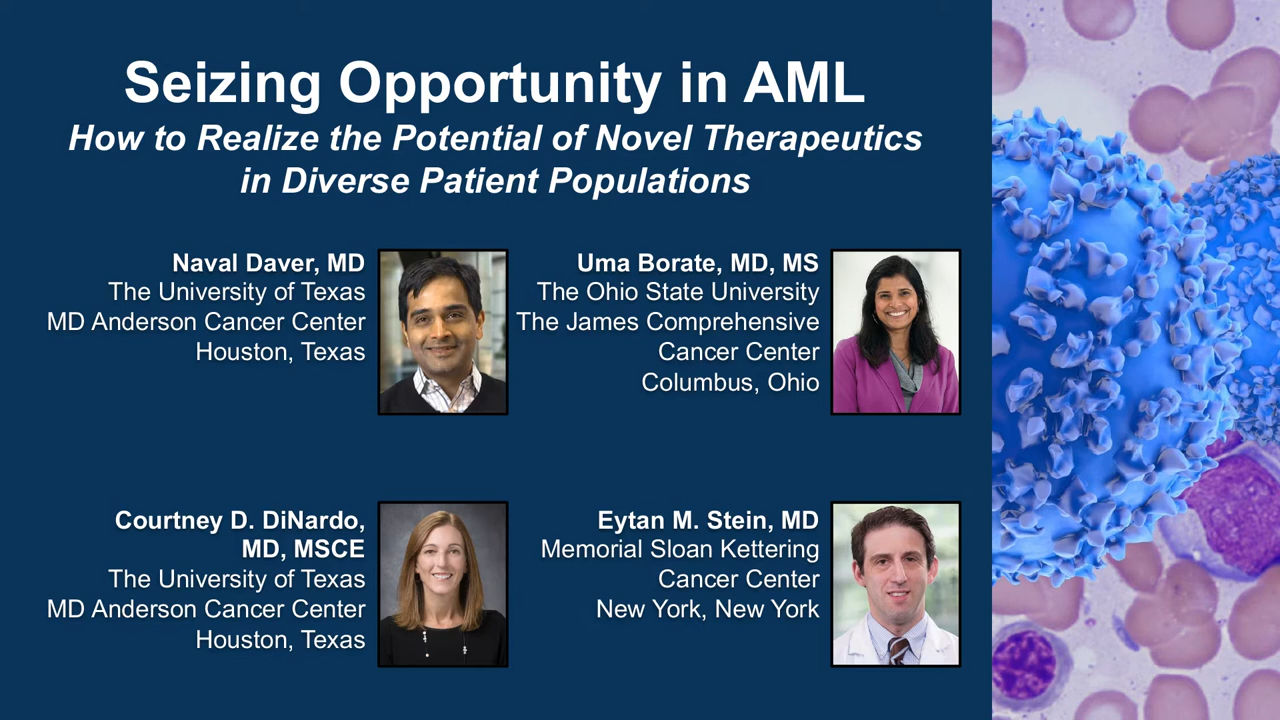 Seizing Opportunity in AML
How to Realize the Potential of Novel Therapeutics
in Diverse Patient Populations
Naval Daver, MD
The University of Texas
MD Anderson Cancer Center
Houston, Texas
Uma Borate, MD, MS
The Ohio State University
The James Comprehensive
Cancer Center
Columbus, Ohio
Courtney D. DiNardo,
MD, MSCE
The University of Texas
MD Anderson Cancer Center
Houston, Texas
Eytan M. Stein, MD
Memorial Sloan Kettering
Cancer Center
New York, New York